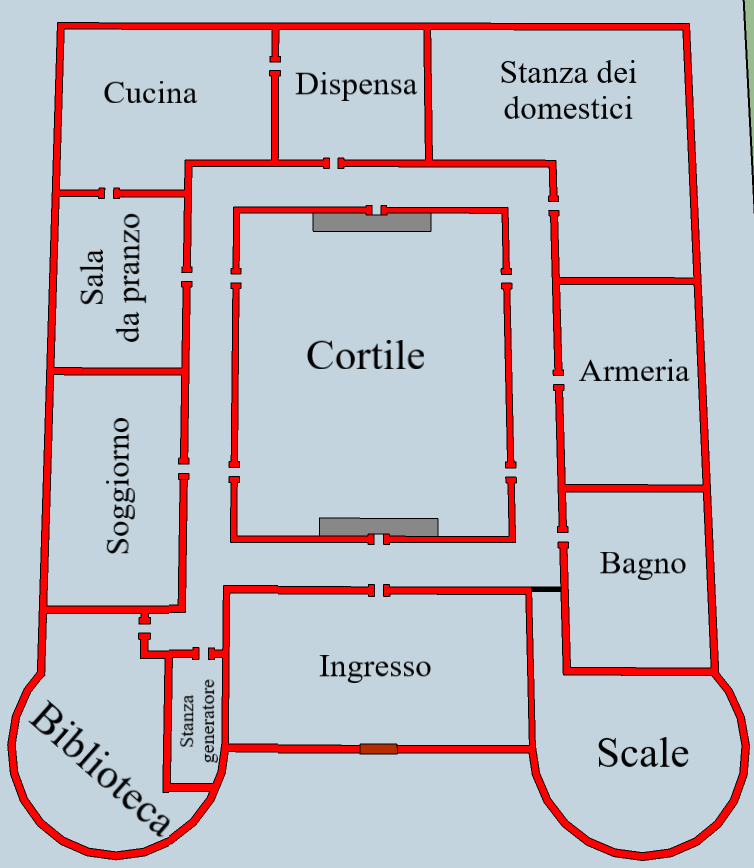 Cucina
Dispensa
Stanza dei
domestici
Sala
da pranzo
Cortile
Armeria
Soggiorno
Bagno
Ingresso
Stanza
generatore
Biblioteca
Scale